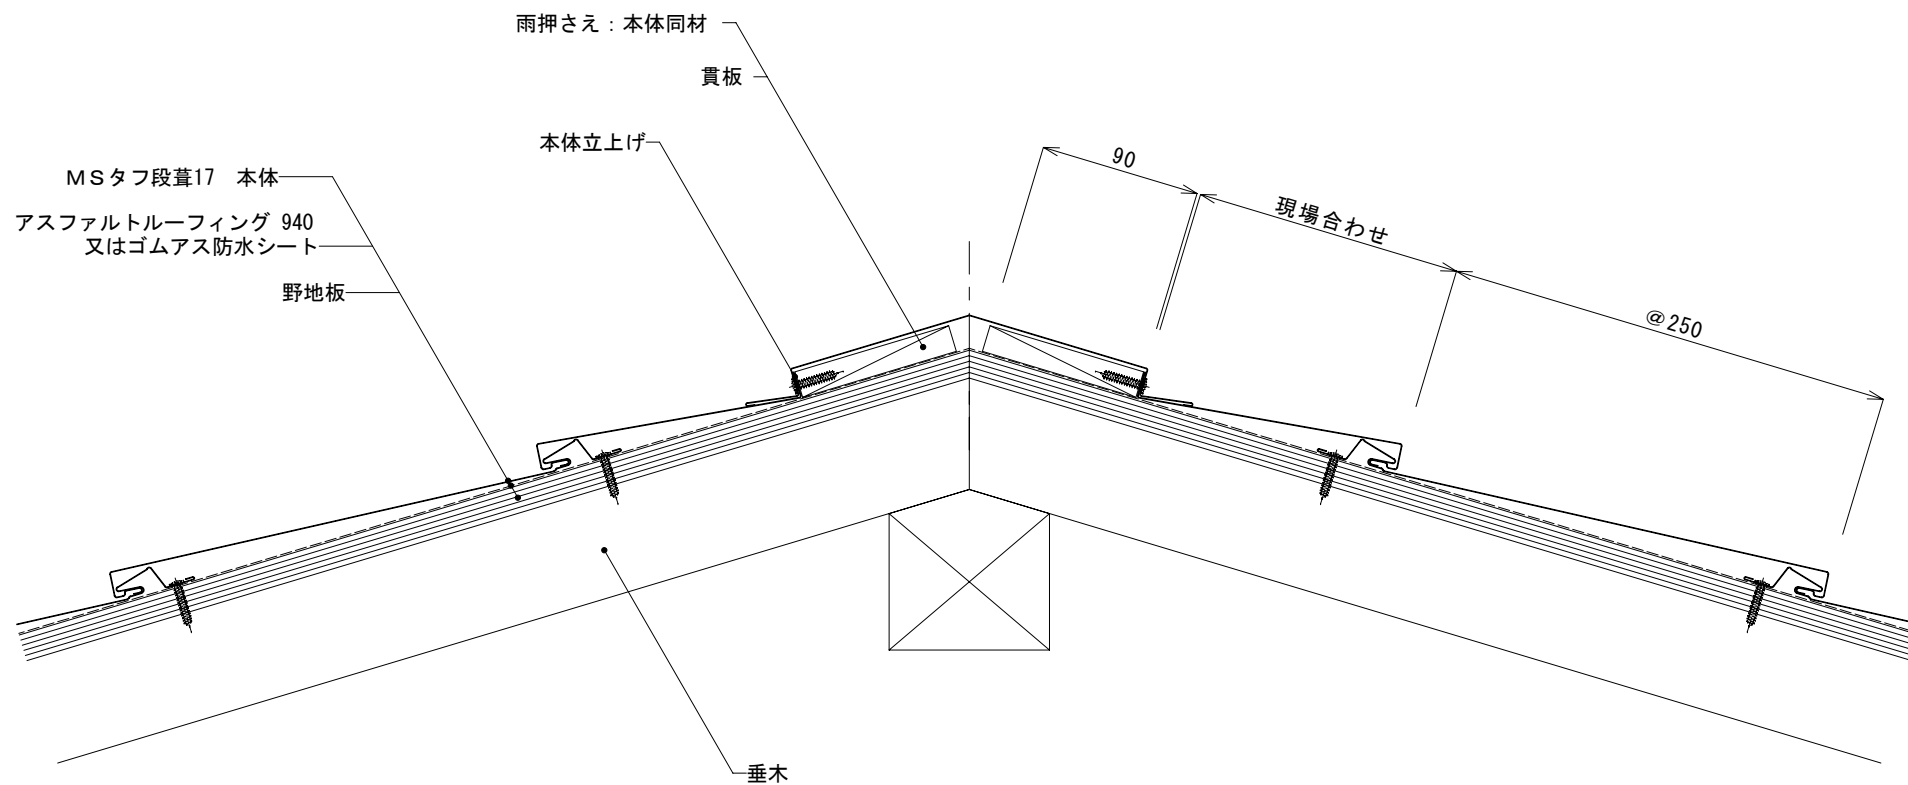 雨押さえ：本体同材
貫板
本体立上げ
ＭＳタフ段葺17　本体
アスファルトルーフィング 940
又はゴムアス防水シート
野地板
90
現場合わせ
@250
垂木